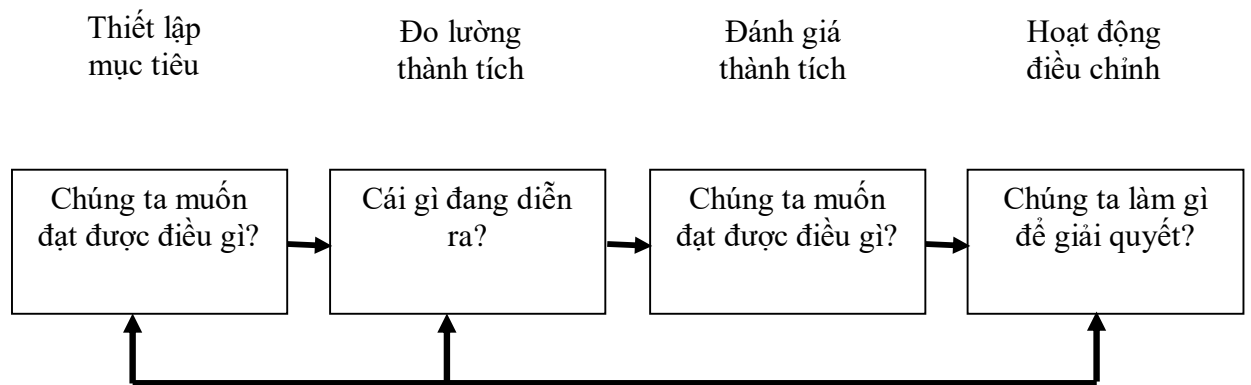 Thiết lập
mục tiêu
Đo lường
thành tích
Đánh giá
thành tích
Hoạt động
điều chỉnh
Chúng ta muốn
đạt được điều gì?
Cái gì đang diễn
ra?
Chúng ta muốn
đạt được điều gì?
Chúng ta làm gì
để giải quyết?